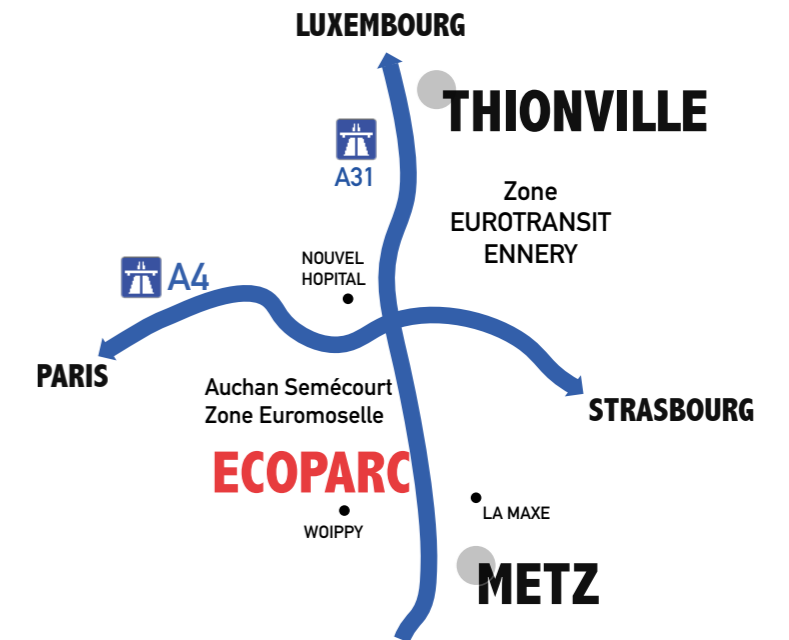 LUXEMBOURG
THIONVILLE
A31
Zone
EUROTRANSIT
ENNERY
NOUVEL
HOPITAL
A4
PARIS
Auchan Semécourt
Zone Euromoselle
STRASBOURG
ECOPARC
WOIPPY
LA MAXE
METZ